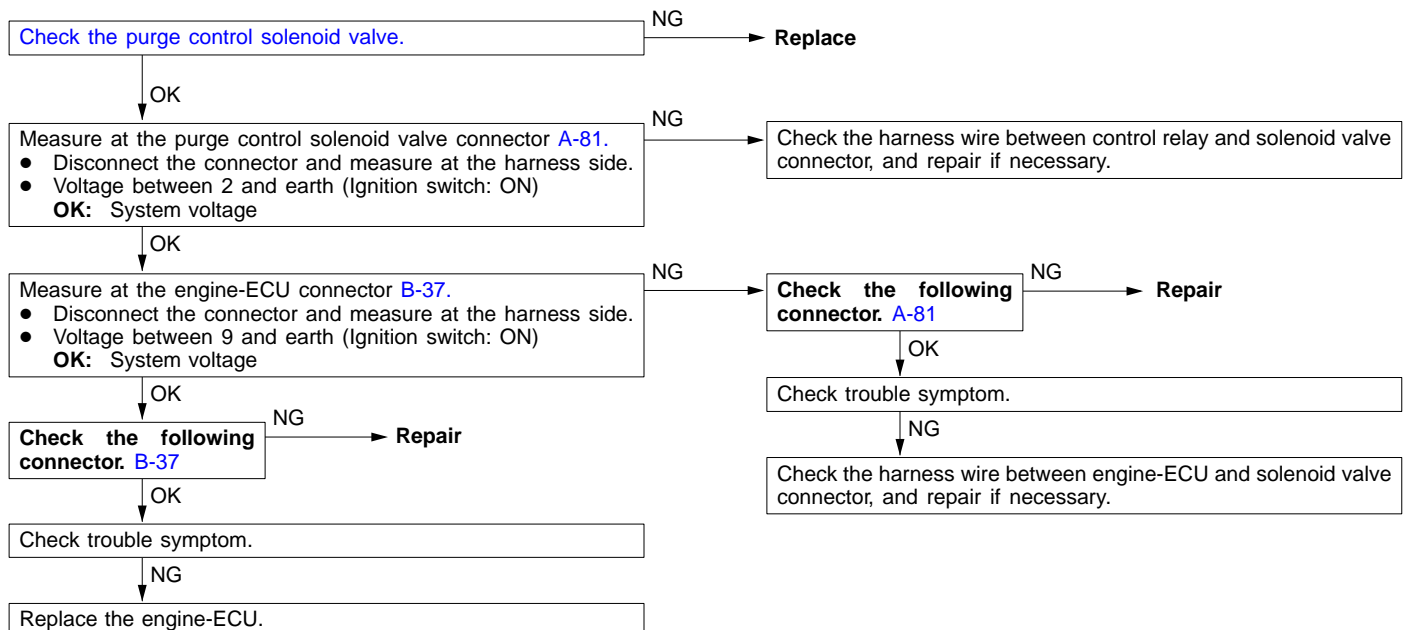 Check the purge control solenoid valve.
NG
Replace
OK
Measure at the purge control solenoid valve connector A-81.
● Disconnect the connector and measure at the harness side.
● Voltage between 2 and earth (Ignition switch: ON)
OK: System voltage
NG
Check the harness wire between control relay and solenoid valve
connector, and repair if necessary.
OK
Measure at the engine-ECU connector B-37.
● Disconnect the connector and measure at the harness side.
● Voltage between 9 and earth (Ignition switch: ON)
OK: System voltage
NG
Check the following
connector. A-81
NG
Repair
OK
Check trouble symptom.
NG
Check the harness wire between engine-ECU and solenoid valve
connector, and repair if necessary.
OK
Check the following
connector. B-37
NG
Repair
OK
Check trouble symptom.
NG
Replace the engine-ECU.